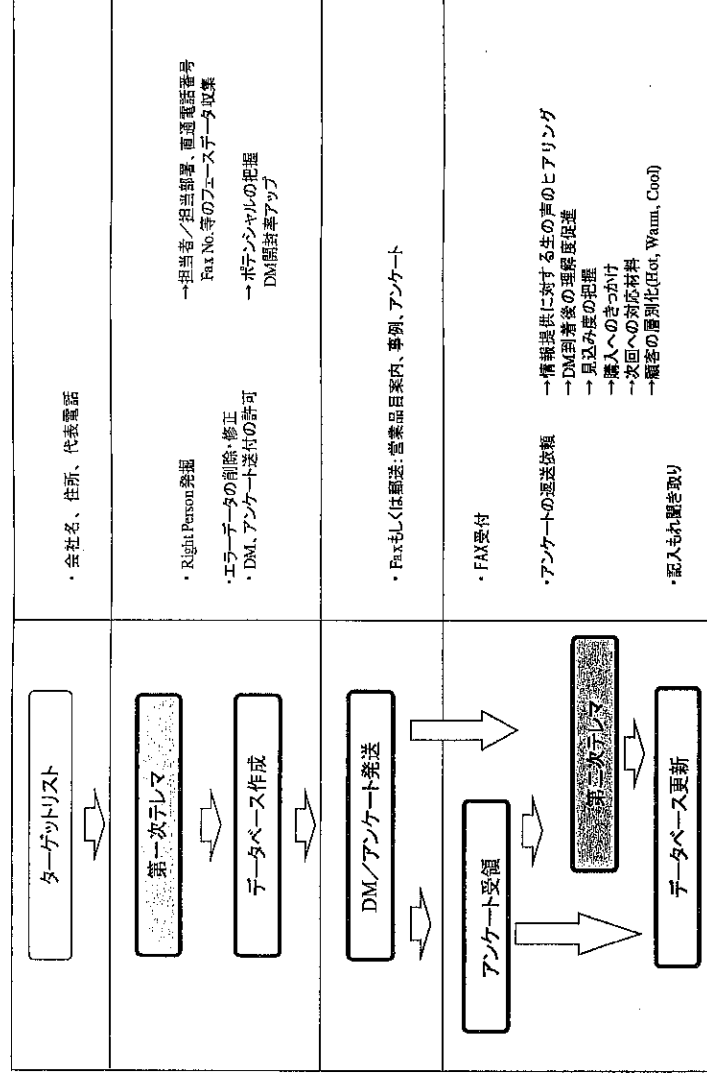 ターゲットリスト
・会社名、住所、代表電話
第一次テレマ
・Right Person発掘
→担当者／担当部署、直通電話番号
Fax No.等のフェースデータ収集
・エラーデータの削除・修正
・DM、アンケート送付の許可
→ポテンシャルの把握
DM開封率アップ
データベース作成
DM／アンケート発送
・Faxもしくは郵送：営業品目案内、事例、アンケート
アンケート受領
・FAX受付
・アンケートの返送依頼
→情報提供に対する生の声のヒアリング
→DM到着後の理解度促進
→見込み度の把握
→購入へのきっかけ
→次回への対応材料
→顧客の層別化(Hot, Warm, Cool)
第二次テレマ
データベース更新
・記入もれ聞き取り